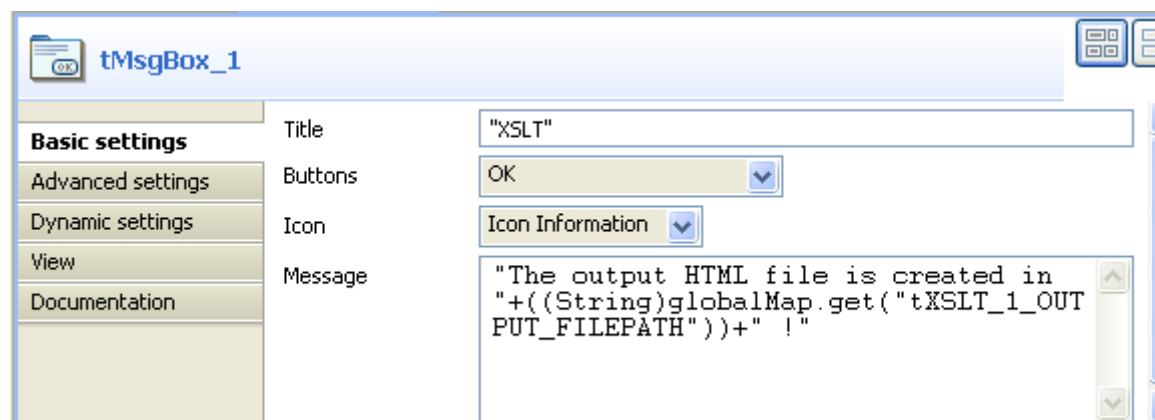 OK
tMsgBox_1
Basic settings
Advanced settings
Dynamic settings
View
Documentation
Title
"XSLT"
Buttons
OK
Icon
Icon Information
Message
"The output HTML file is created in
"+((String)globalMap.get("tXSLT_1_OUT
PUT_FILEPATH"))+" !"